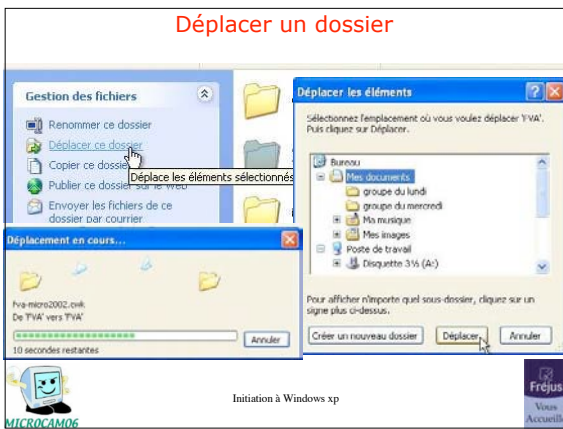 Déplacer un dossier
Gestion des fichiers
Renommer ce dossier
Déplacer ce dossier
Copier ce dossier
Déplace les éléments sélectionnés
Publier ce dossier sur le Web
Envoyer les fichiers de ce
dossier par courrier
Déplacement en cours...
fva-micro2002.cwk
De 'FVA' vers 'FVA'
Annuler
10 secondes restantes
Déplacer les éléments
Sélectionnez l'emplacement où vous voulez déplacer 'FVA'.
Puis cliquez sur Déplacer.
Bureau
Mes documents
groupe du lundi
groupe du mercredi
Ma musique
Mes images
Poste de travail
Disquette 3½ (A:)
Pour afficher n'importe quel sous-dossier, cliquez sur un
signe plus ci-dessus.
Créer un nouveau dossier
Déplacer
Annuler
MICROCAM06
Initiation à Windows xp
Fréjus
Vous